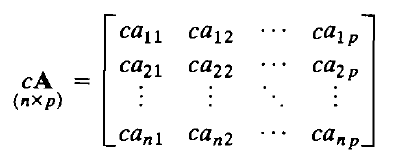 ca₁₁ ca₁₂ ⋯ ca₁ₚ
ca₂₁ ca₂₂ ⋯ ca₂ₚ
cA =
(n×p)
⋮ ⋮ ⋱ ⋮
caₙ₁ caₙ₂ ⋯ caₙₚ